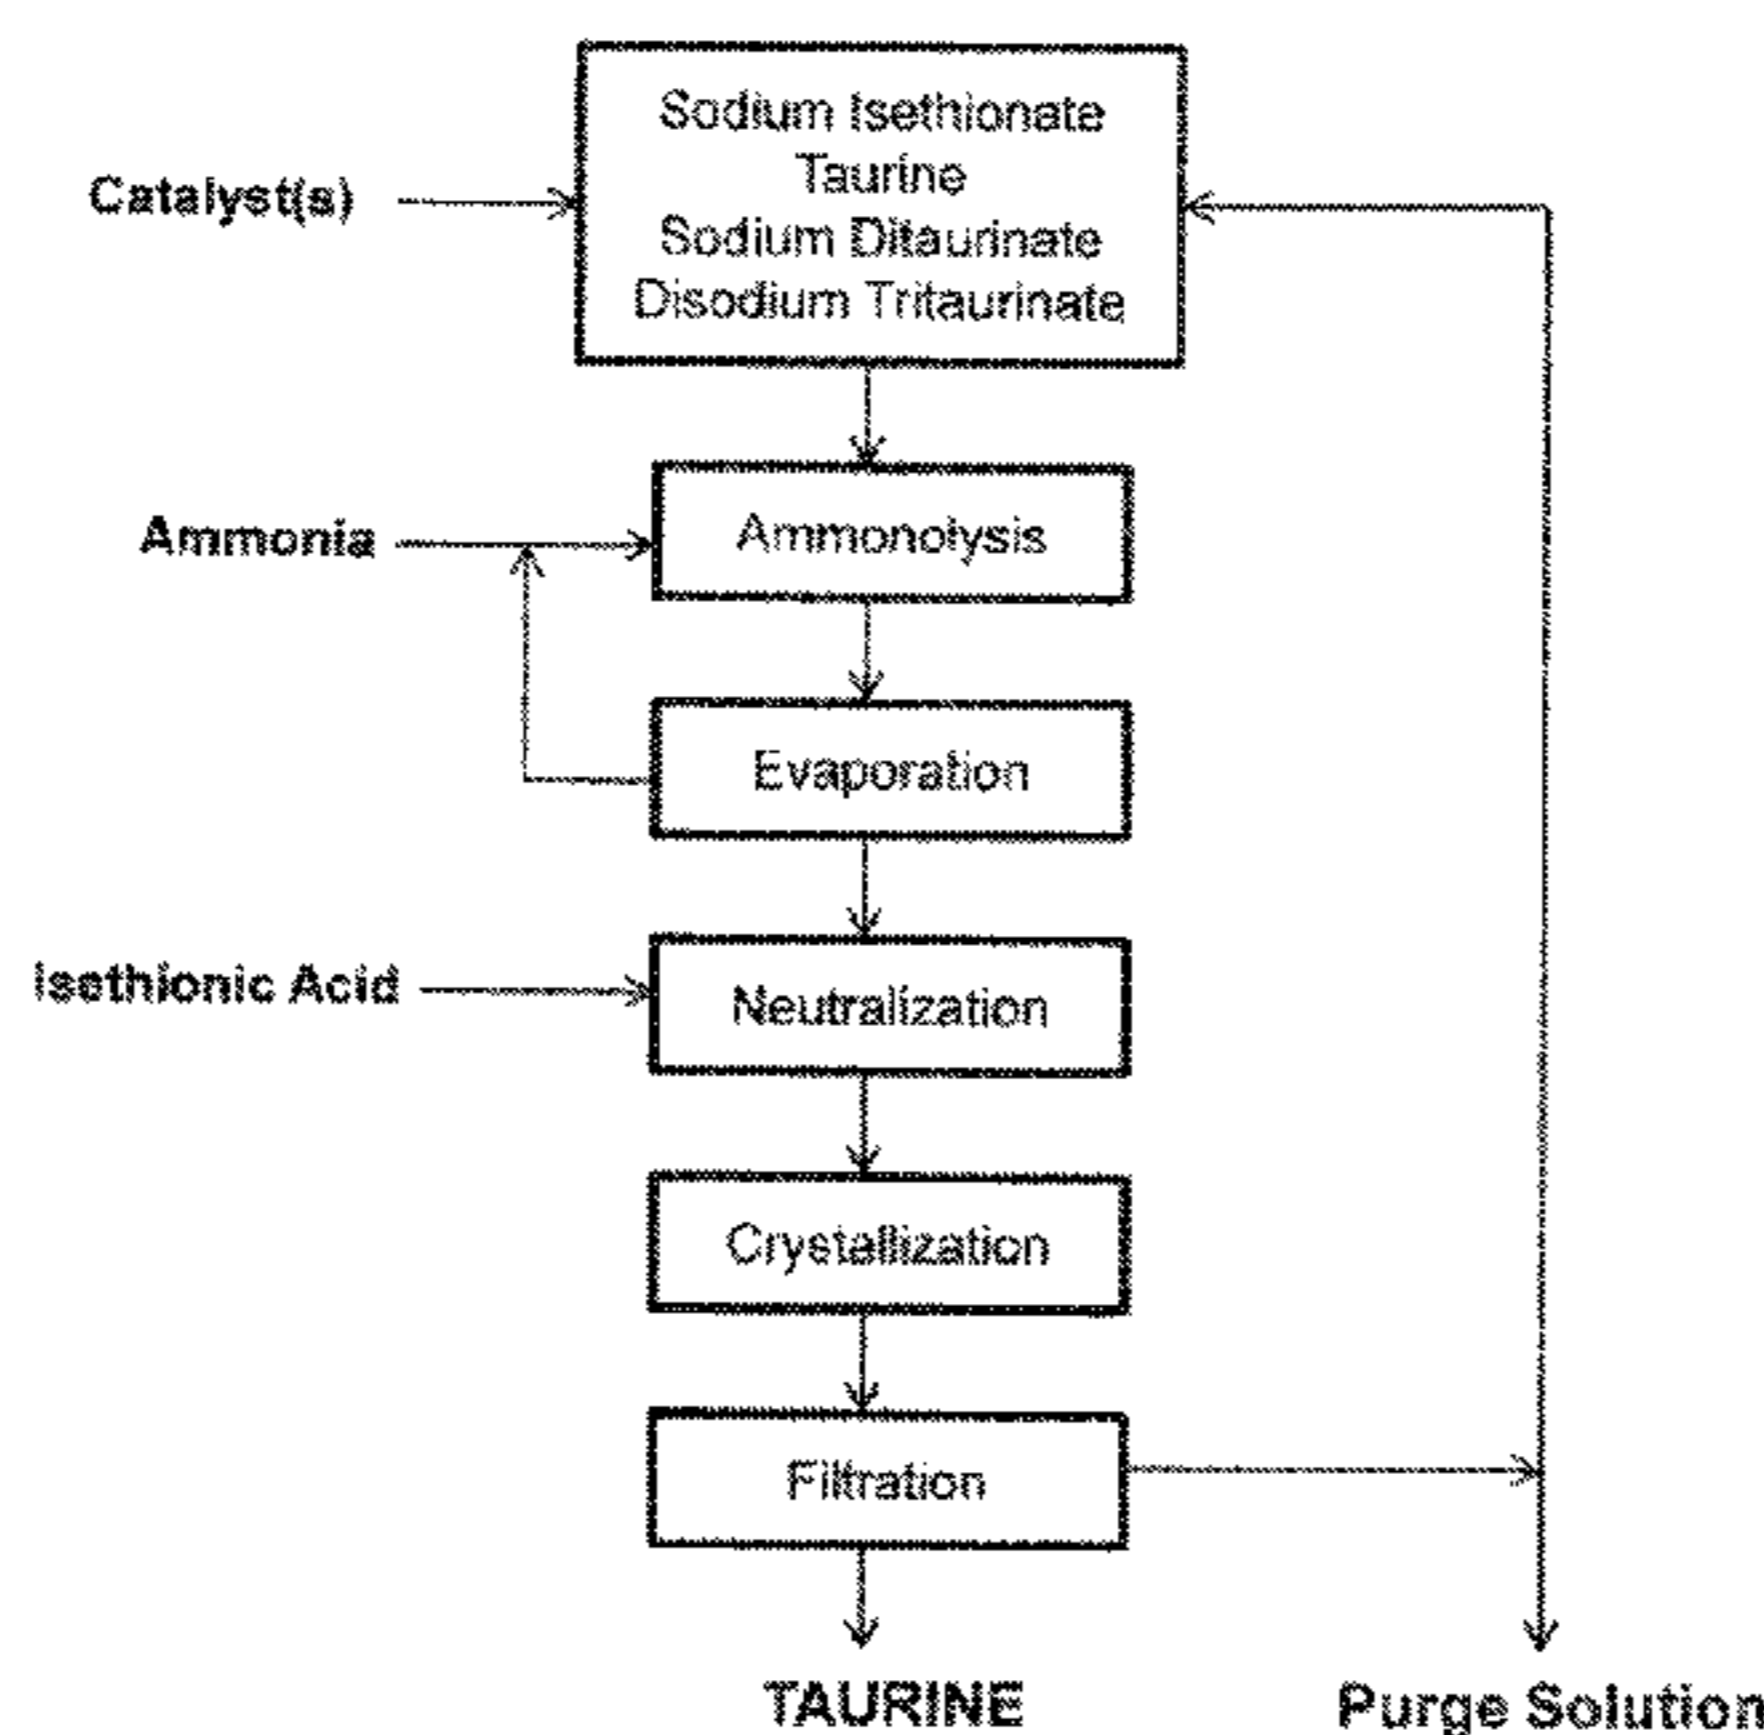 Sodium Isethionate
Taurine
Sodium Ditaurinate
Disodium Tritaurinate
Catalyst(s)
Ammonia
Ammonolysis
Evaporation
Isethionic Acid
Neutralization
Crystallization
Filtration
TAURINE
Purge Solution